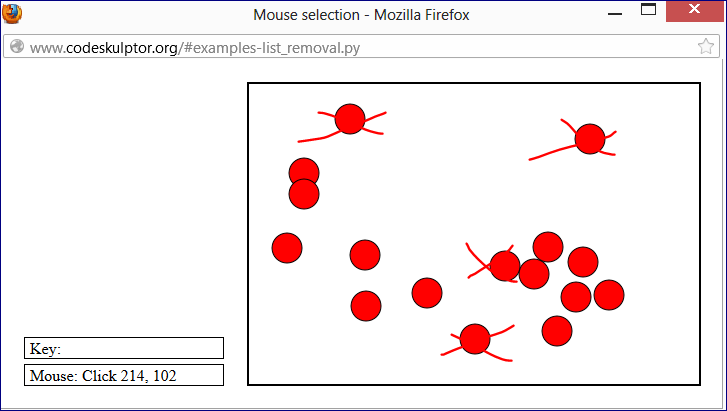 Mouse selection - Mozilla Firefox
www.codeskulptor.org/#examples-list_removal.py
Key:
Mouse: Click 214, 102